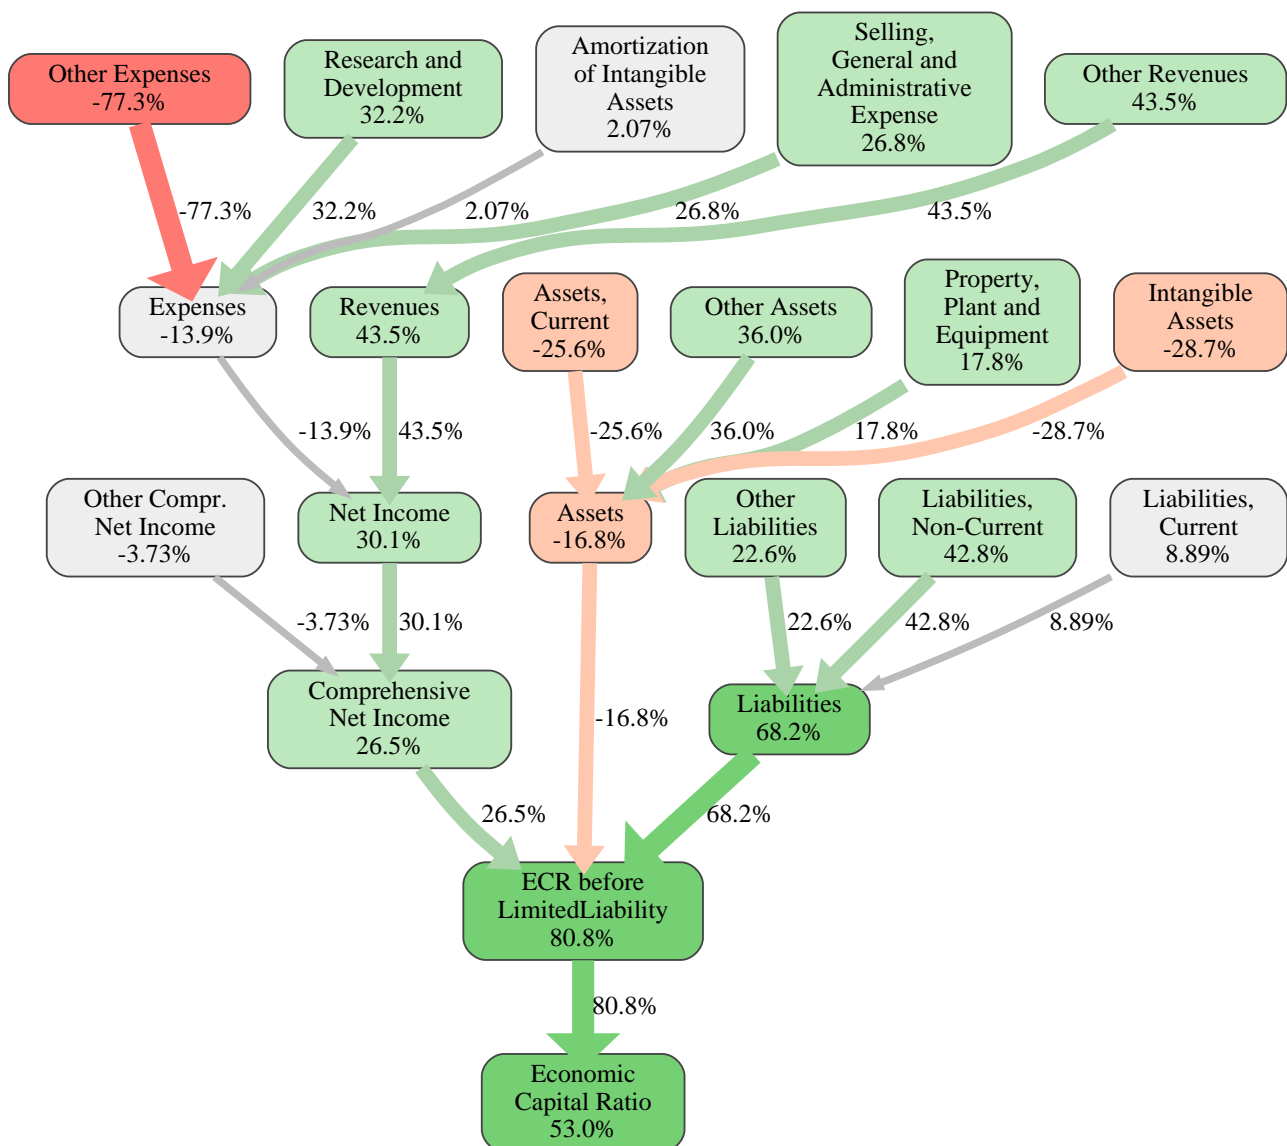 Other Expenses
-77.3%
Research and
Development
32.2%
Amortization
of Intangible
Assets
2.07%
Selling,
General and
Administrative
Expense
26.8%
Other Revenues
43.5%
-77.3%
32.2%
2.07%
26.8%
43.5%
Expenses
-13.9%
Revenues
43.5%
Assets,
Current
-25.6%
Other Assets
36.0%
Property,
Plant and
Equipment
17.8%
Intangible
Assets
-28.7%
-13.9%
43.5%
-25.6%
36.0%
17.8%
-28.7%
Other Compr.
Net Income
-3.73%
Net Income
30.1%
Assets
-16.8%
Other
Liabilities
22.6%
Liabilities,
Non-Current
42.8%
Liabilities,
Current
8.89%
-3.73%
30.1%
22.6%
42.8%
8.89%
Comprehensive
Net Income
26.5%
-16.8%
Liabilities
68.2%
26.5%
68.2%
ECR before
LimitedLiability
80.8%
80.8%
Economic
Capital Ratio
53.0%